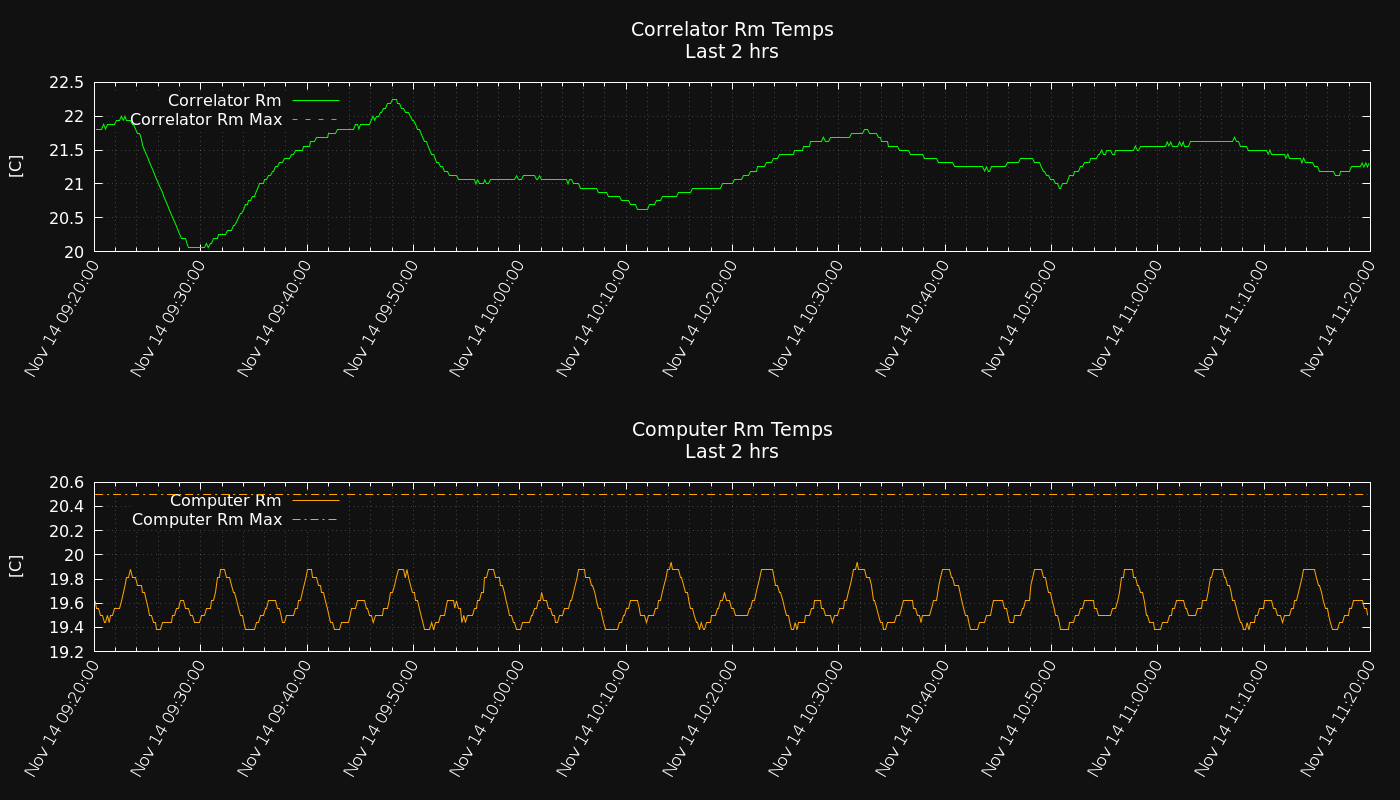 Correlator Rm Temps
Last 2 hrs
22.5
22
21.5
21
20.5
20
[C]
Correlator Rm
Correlator Rm Max
Nov 14 09:20:00
Nov 14 09:30:00
Nov 14 09:40:00
Nov 14 09:50:00
Nov 14 10:00:00
Nov 14 10:10:00
Nov 14 10:20:00
Nov 14 10:30:00
Nov 14 10:40:00
Nov 14 10:50:00
Nov 14 11:00:00
Nov 14 11:10:00
Nov 14 11:20:00
Computer Rm Temps
Last 2 hrs
20.6
20.4
20.2
20
19.8
19.6
19.4
19.2
[C]
Computer Rm
Computer Rm Max
Nov 14 09:20:00
Nov 14 09:30:00
Nov 14 09:40:00
Nov 14 09:50:00
Nov 14 10:00:00
Nov 14 10:10:00
Nov 14 10:20:00
Nov 14 10:30:00
Nov 14 10:40:00
Nov 14 10:50:00
Nov 14 11:00:00
Nov 14 11:10:00
Nov 14 11:20:00